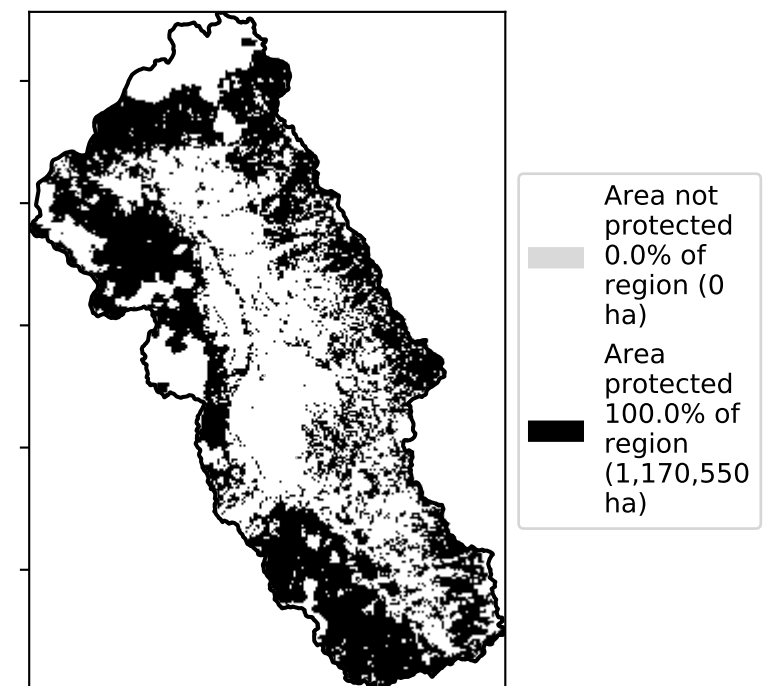 Area not
protected
0.0% of
region (0
ha)
Area
protected
100.0% of
region
(1,170,550
ha)